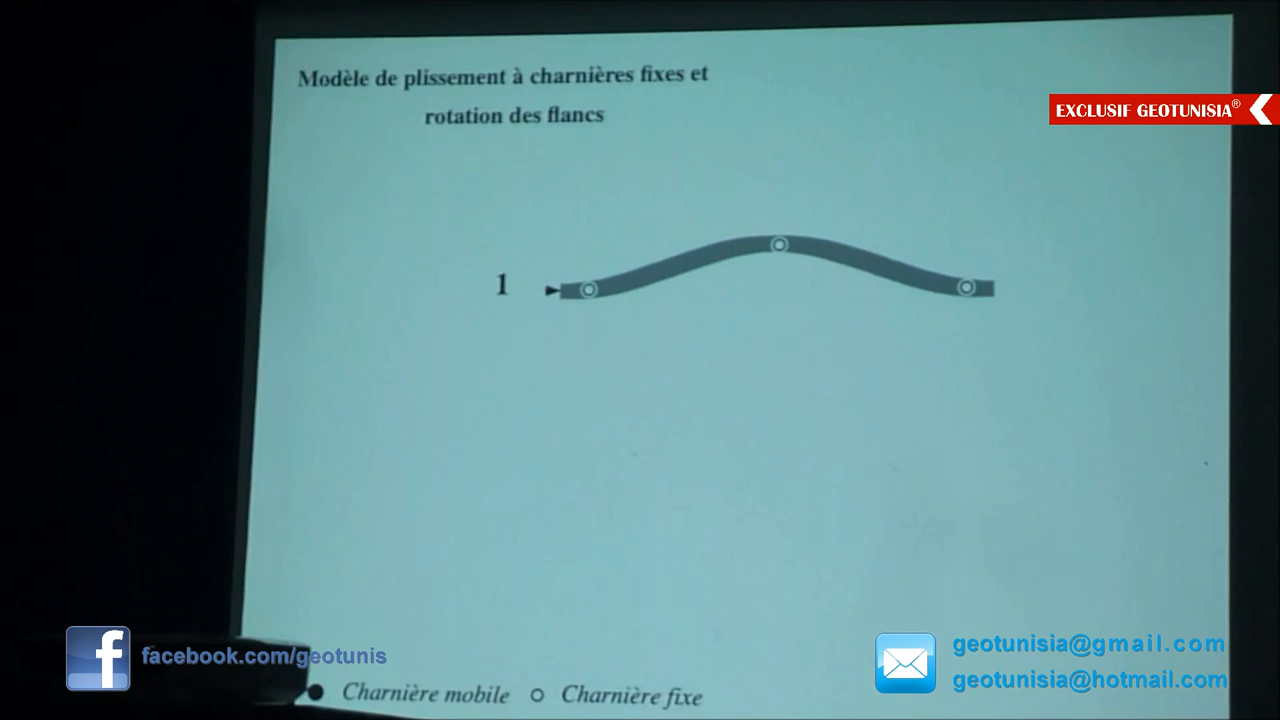 Modèle de plissement à charnières fixes et
rotation des flancs
EXCLUSIF GEOTUNISIA®
1
facebook.com/geotunis
geotunisia@gmail.com
geotunisia@hotmail.com
Charnière mobile
Charnière fixe